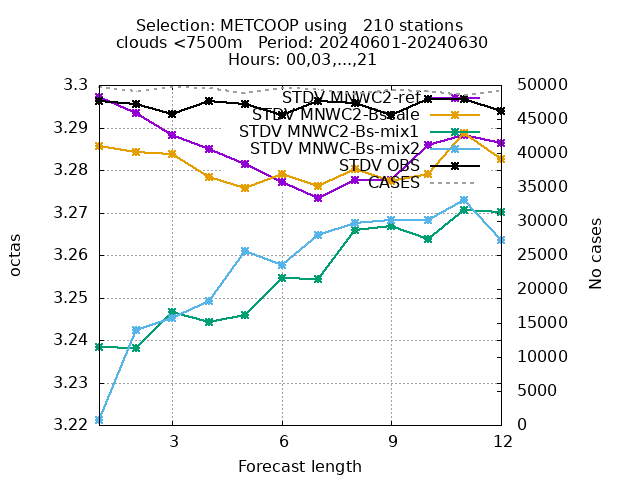 Selection: METCOOP using   210 stations
clouds <7500m   Period: 20240601-20240630
Hours: 00,03,...,21
3.3
3.29
3.28
3.27
3.26
3.25
3.24
3.23
3.22
50000
45000
40000
35000
30000
25000
20000
15000
10000
5000
0
STDV MNWC2-ref
STDV MNWC2-Bscale
STDV MNWC2-Bs-mix1
STDV MNWC-Bs-mix2
STDV OBS
CASES
octas
No cases
3 6 9 12
Forecast length